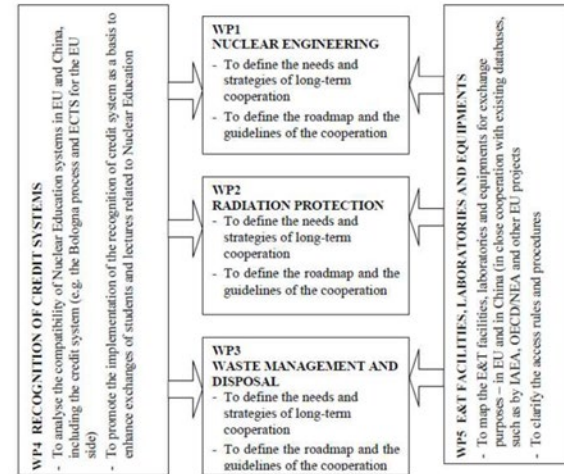 WP4 RECOGNITION OF CREDIT SYSTEMS
- To analyse the compatibility of Nuclear Education systems in EU and China,
including the credit system (e.g. the Bologna process and ECTS for the EU
side)
- To promote the implementation of the recognition of credit system as a basis to
enhance exchanges of students and lectures related to Nuclear Education
WP1
NUCLEAR ENGINEERING
- To define the needs and
strategies of long-term
cooperation
- To define the roadmap and the
guidelines of the cooperation
WP2
RADIATION PROTECTION
- To define the needs and
strategies of long-term
cooperation
- To define the roadmap and the
guidelines of the cooperation
WP3
WASTE MANAGEMENT AND
DISPOSAL
- To define the needs and
strategies of long-term
cooperation
- To define the roadmap and the
guidelines of the cooperation
WP5 E&T FACILITIES, LABORATORIES AND EQUIPMENTS
- To map the E&T facilities, laboratories and equipments for exchange
purposes – in EU and in China (in close cooperation with existing databases,
such as by IAEA, OECD/NEA and other EU projects
- To clarify the access rules and procedures